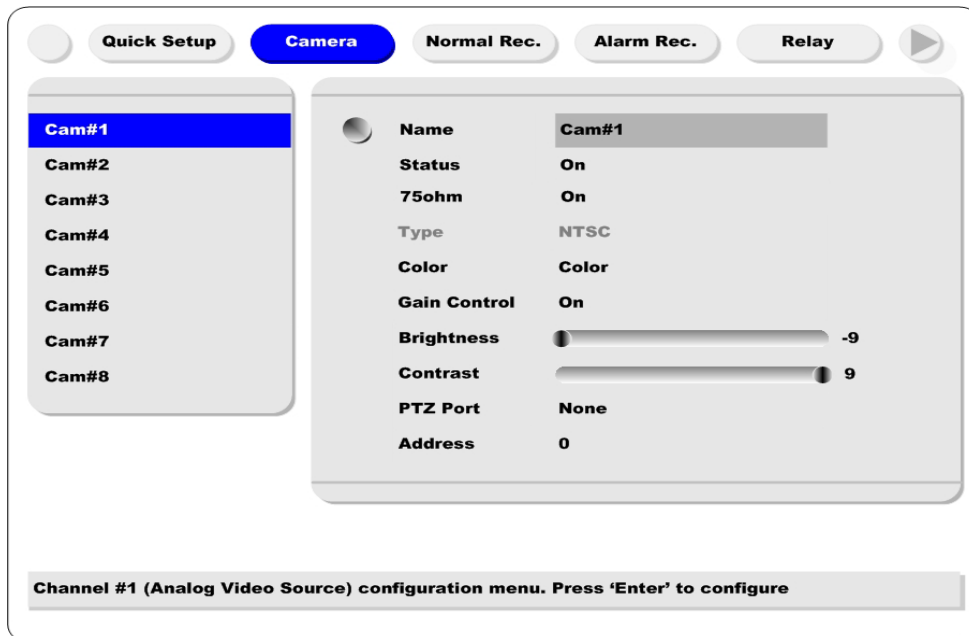 Quick Setup Camera Normal Rec. Alarm Rec. Relay
Cam#1
Cam#2
Cam#3
Cam#4
Cam#5
Cam#6
Cam#7
Cam#8
Name Cam#1
Status On
75ohm On
Type NTSC
Color Color
Gain Control On
Brightness -9
Contrast 9
PTZ Port None
Address 0
Channel #1 (Analog Video Source) configuration menu. Press ‘Enter’ to configure